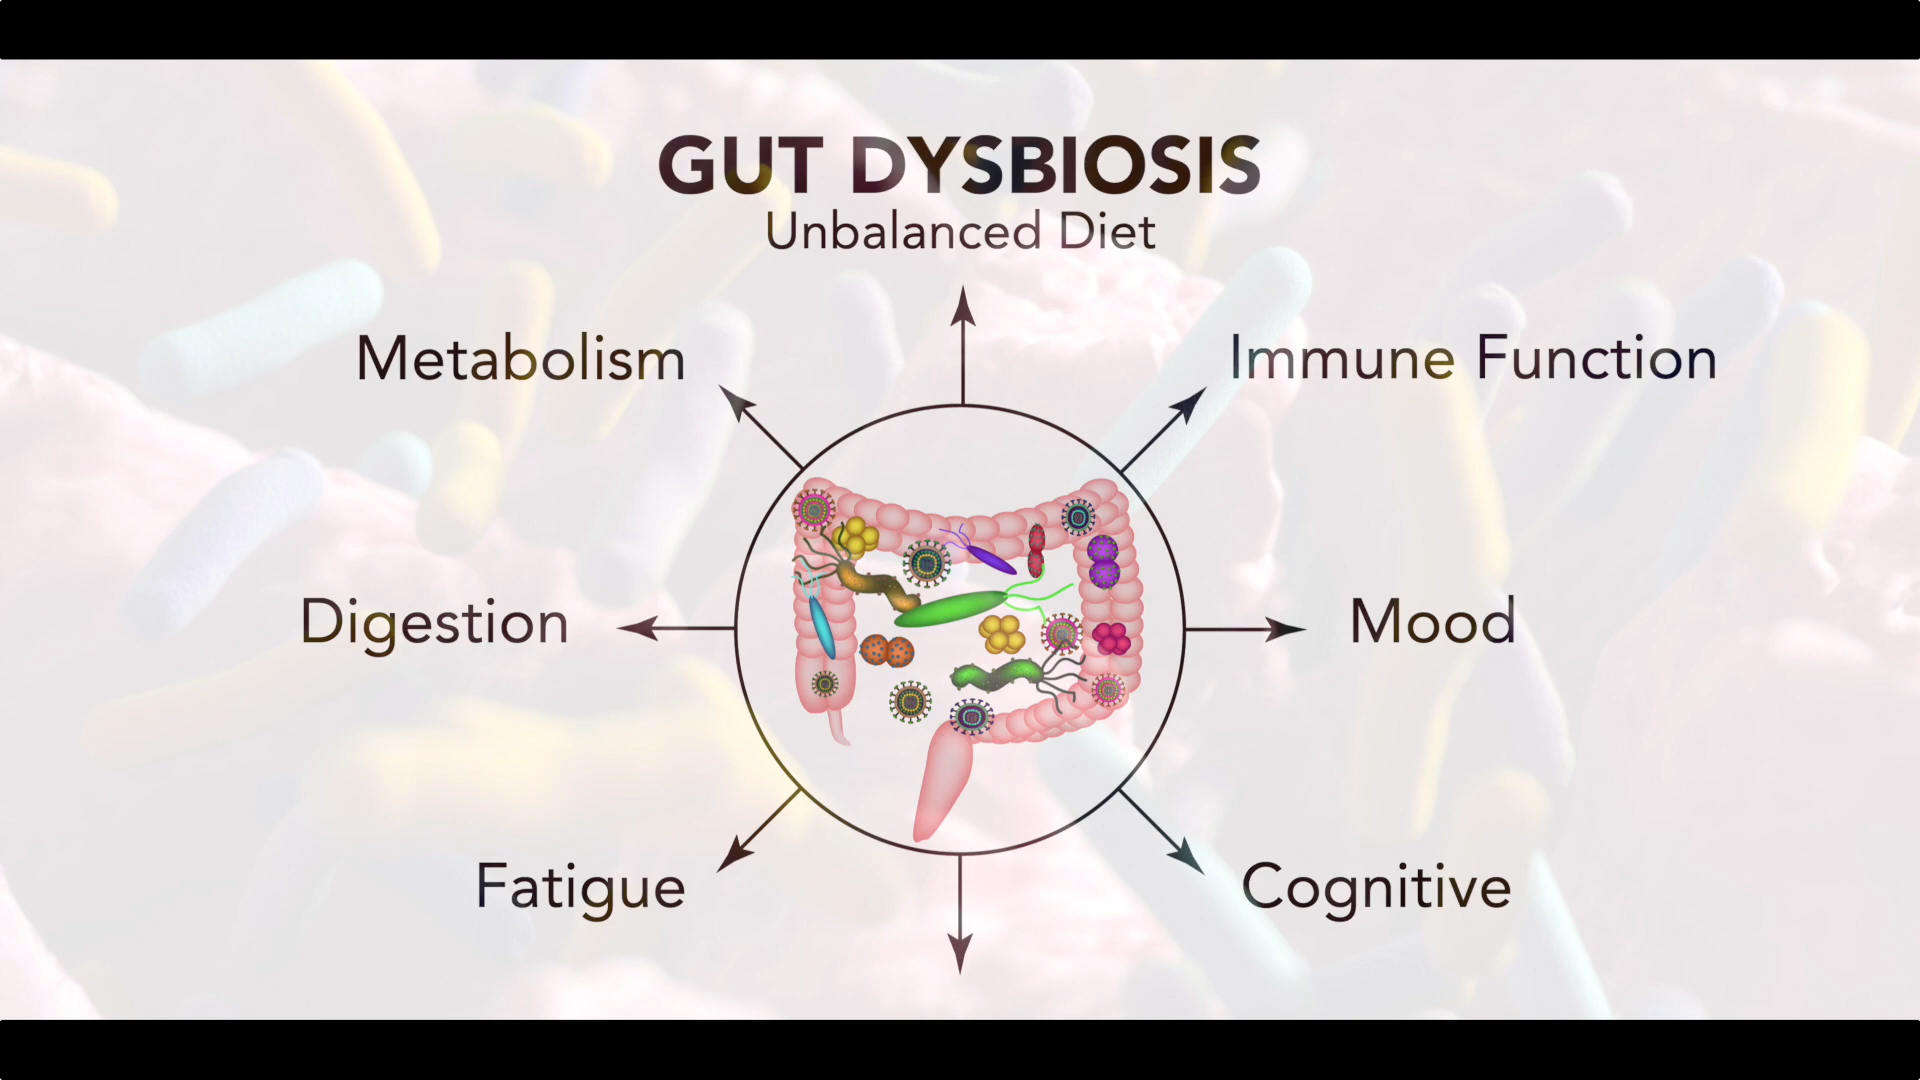 GUT DYSBIOSIS
Unbalanced Diet
Metabolism
Immune Function
Digestion
Mood
Fatigue
Cognitive